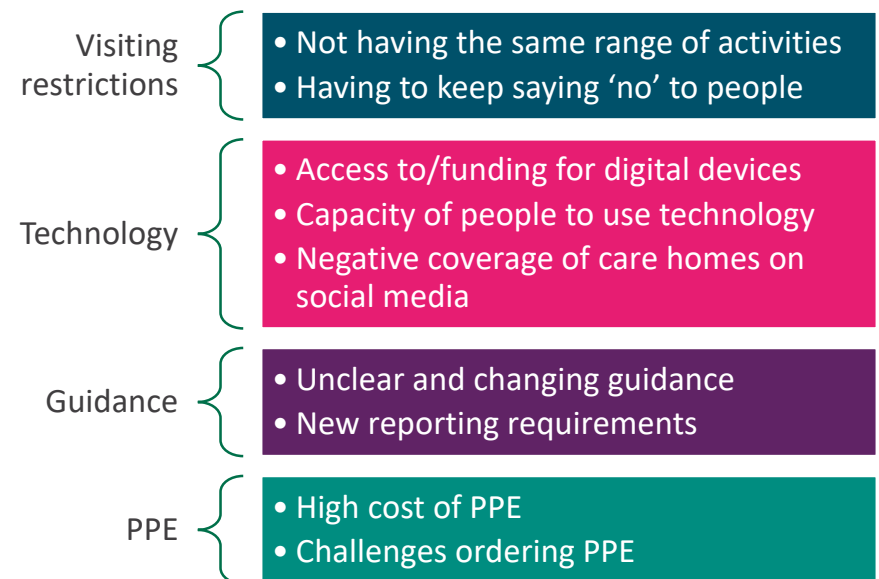 Visiting
restrictions
• Not having the same range of activities
• Having to keep saying ‘no’ to people
Technology
• Access to/funding for digital devices
• Capacity of people to use technology
• Negative coverage of care homes on
social media
Guidance
• Unclear and changing guidance
• New reporting requirements
PPE
• High cost of PPE
• Challenges ordering PPE